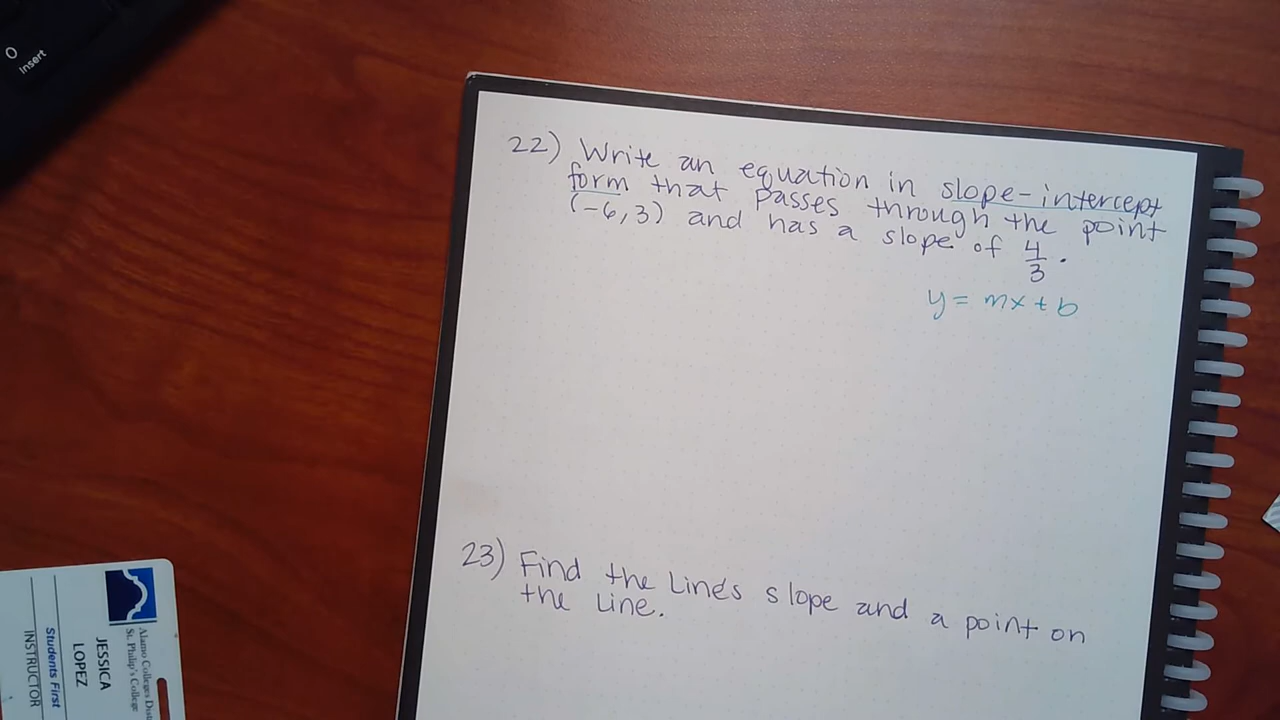 O
Insert
22) Write an equation in slope-intercept
form that passes through the point
(-6,3) and has a slope of 4/3.
y = mx + b
23) Find the Line's slope and a point on
the Line.
Alamo Colleges
St. Philip's College
JESSICA
LOPEZ
Students First
INSTRUCTOR